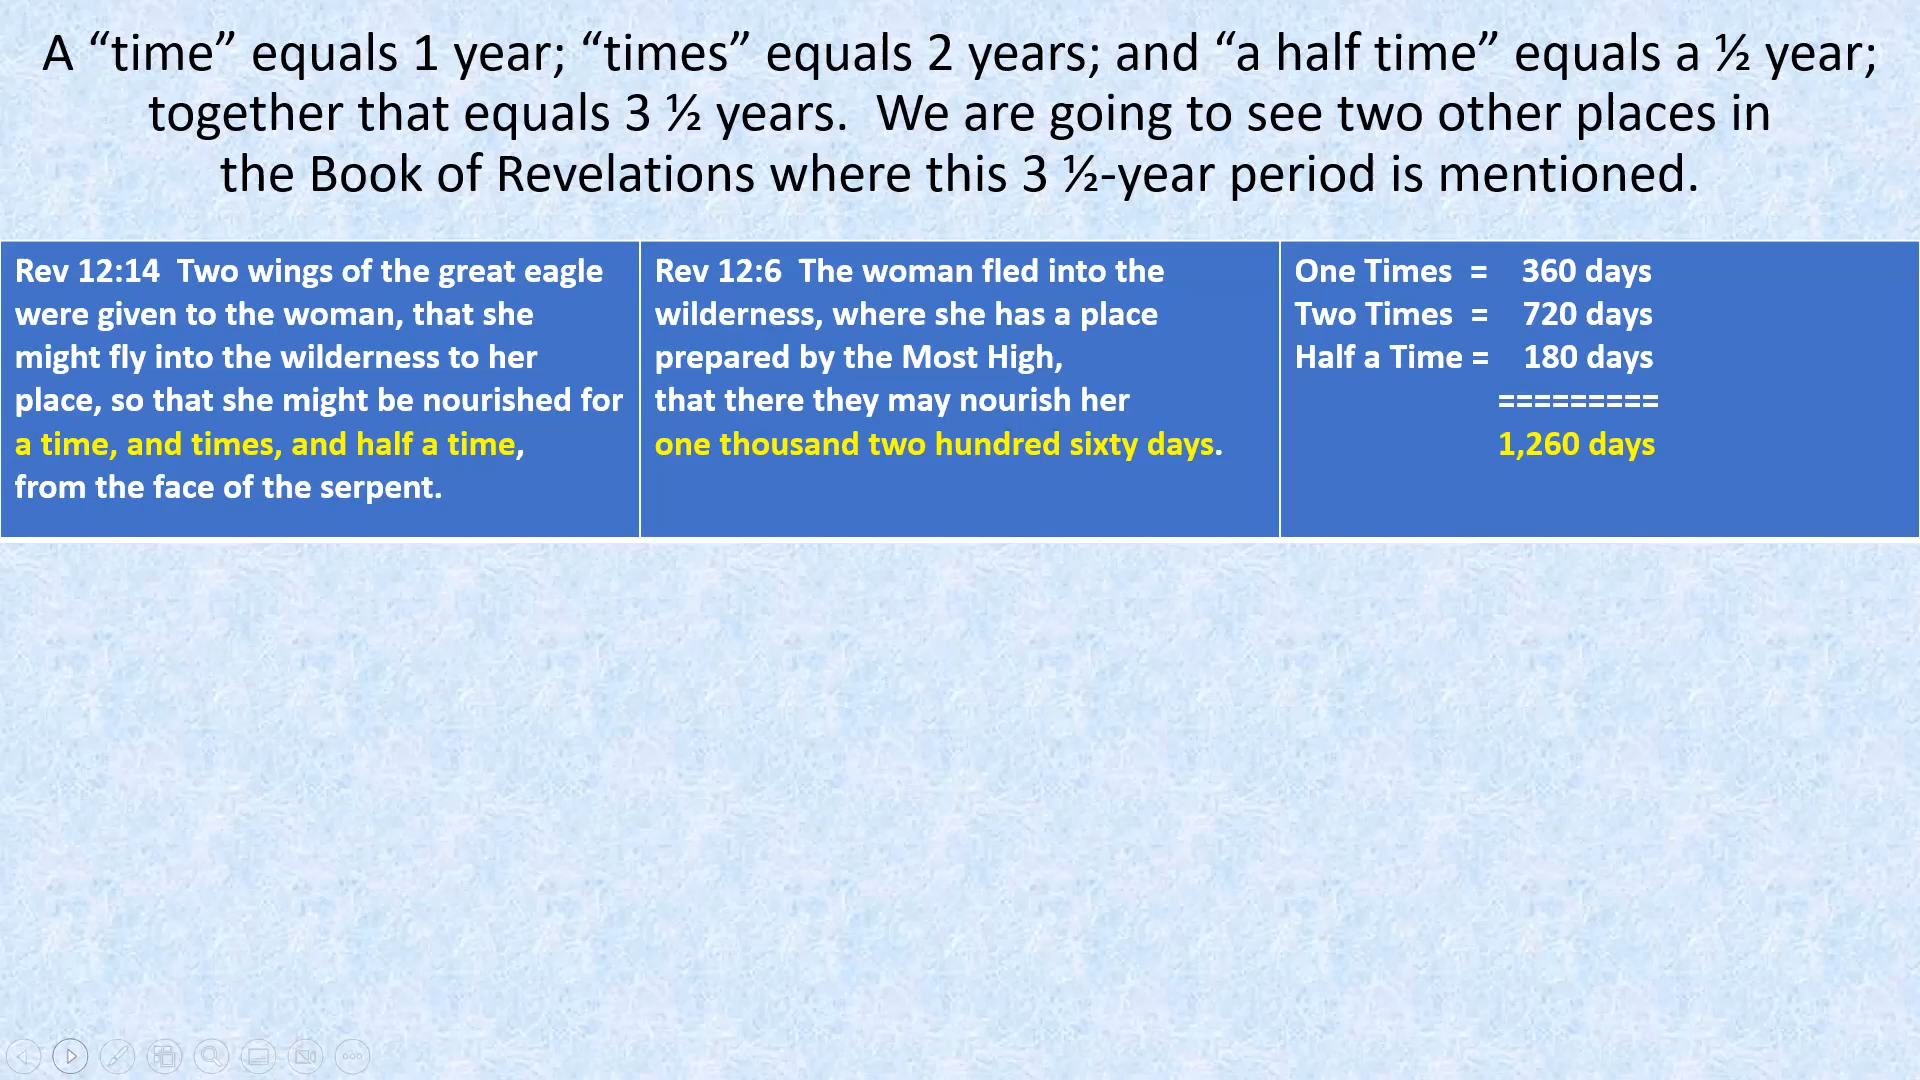 A “time” equals 1 year; “times” equals 2 years; and “a half time” equals a ½ year;
together that equals 3 ½ years.  We are going to see two other places in
the Book of Revelations where this 3 ½-year period is mentioned.
Rev 12:14  Two wings of the great eagle
were given to the woman, that she
might fly into the wilderness to her
place, so that she might be nourished for
a time, and times, and half a time,
from the face of the serpent.
Rev 12:6  The woman fled into the
wilderness, where she has a place
prepared by the Most High,
that there they may nourish her
one thousand two hundred sixty days.
One Times  =    360 days
Two Times  =    720 days
Half a Time =    180 days
=========
1,260 days